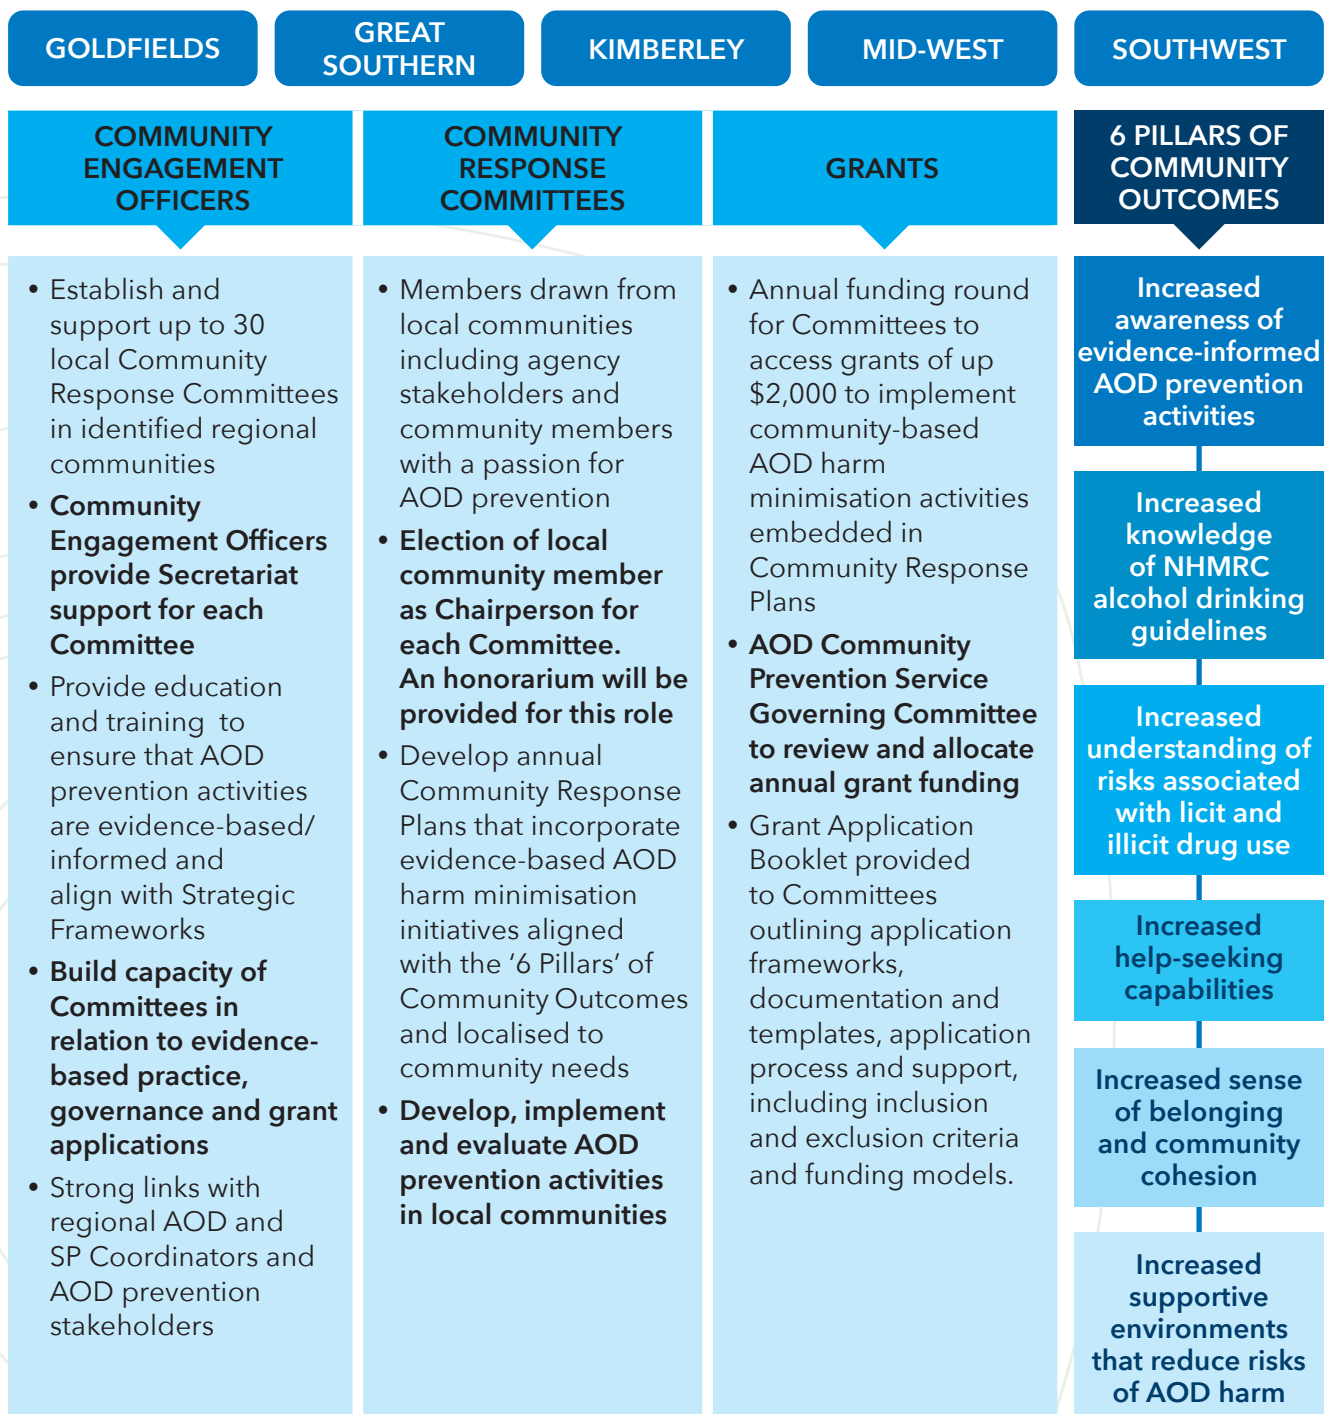 GOLDFIELDS
GREAT
SOUTHERN
KIMBERLEY
MID-WEST
SOUTHWEST
COMMUNITY
ENGAGEMENT
OFFICERS
• Establish and
support up to 30
local Community
Response Committees
in identified regional
communities
• Community
Engagement Officers
provide Secretariat
support for each
Committee
• Provide education
and training to
ensure that AOD
prevention activities
are evidence-based/
informed and
align with Strategic
Frameworks
• Build capacity of
Committees in
relation to evidence-
based practice,
governance and grant
applications
• Strong links with
regional AOD and
SP Coordinators and
AOD prevention
stakeholders
COMMUNITY
RESPONSE
COMMITTEES
• Members drawn from
local communities
including agency
stakeholders and
community members
with a passion for
AOD prevention
• Election of local
community member
as Chairperson for
each Committee.
An honorarium will be
provided for this role
• Develop annual
Community Response
Plans that incorporate
evidence-based AOD
harm minimisation
initiatives aligned
with the ‘6 Pillars’ of
Community Outcomes
and localised to
community needs
• Develop, implement
and evaluate AOD
prevention activities
in local communities
GRANTS
• Annual funding round
for Committees to
access grants of up
$2,000 to implement
community-based
AOD harm
minimisation activities
embedded in
Community Response
Plans
• AOD Community
Prevention Service
Governing Committee
to review and allocate
annual grant funding
• Grant Application
Booklet provided
to Committees
outlining application
frameworks,
documentation and
templates, application
process and support,
including inclusion
and exclusion criteria
and funding models.
6 PILLARS OF
COMMUNITY
OUTCOMES
Increased
awareness of
evidence-informed
AOD prevention
activities
Increased
knowledge
of NHMRC
alcohol drinking
guidelines
Increased
understanding of
risks associated
with licit and
illicit drug use
Increased
help-seeking
capabilities
Increased sense
of belonging
and community
cohesion
Increased
supportive
environments
that reduce risks
of AOD harm